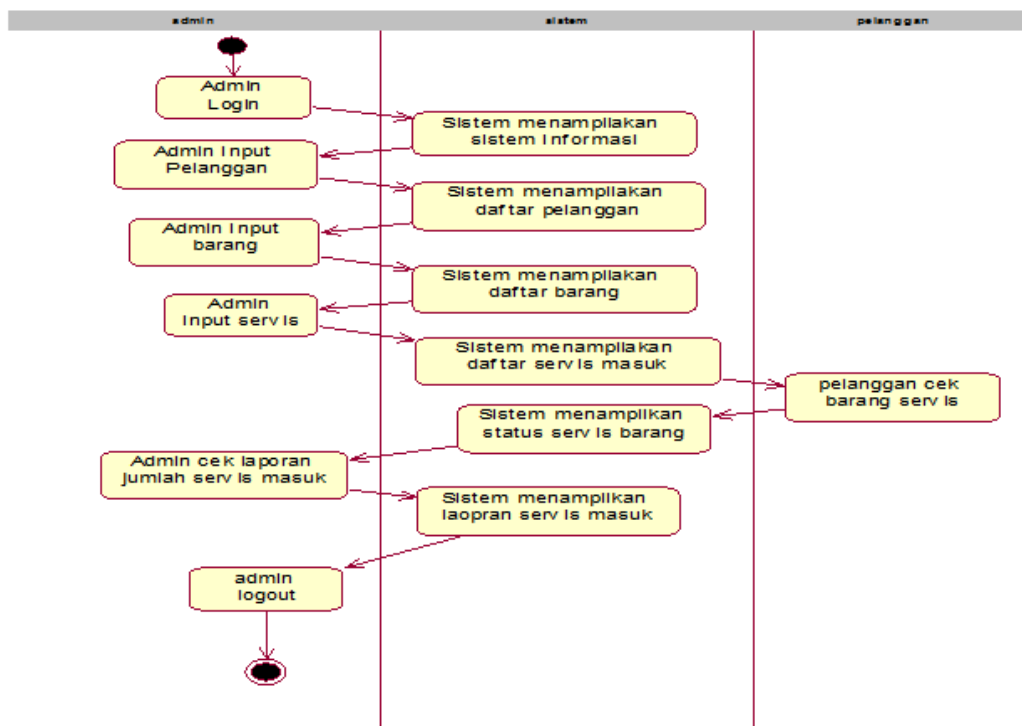 admin
sistem
pelanggan
Admin
Login
Sistem menampilakan
sistem informasi
Admin Input
Pelanggan
Sistem menampilakan
daftar pelanggan
Admin Input
barang
Sistem menampilakan
daftar barang
Admin
Input servis
Sistem menampilakan
daftar servis masuk
pelanggan cek
barang servis
Sistem menampilkan
status servis barang
Admin cek laporan
jumlah servis masuk
Sistem menampilkan
laopran servis masuk
admin
logout